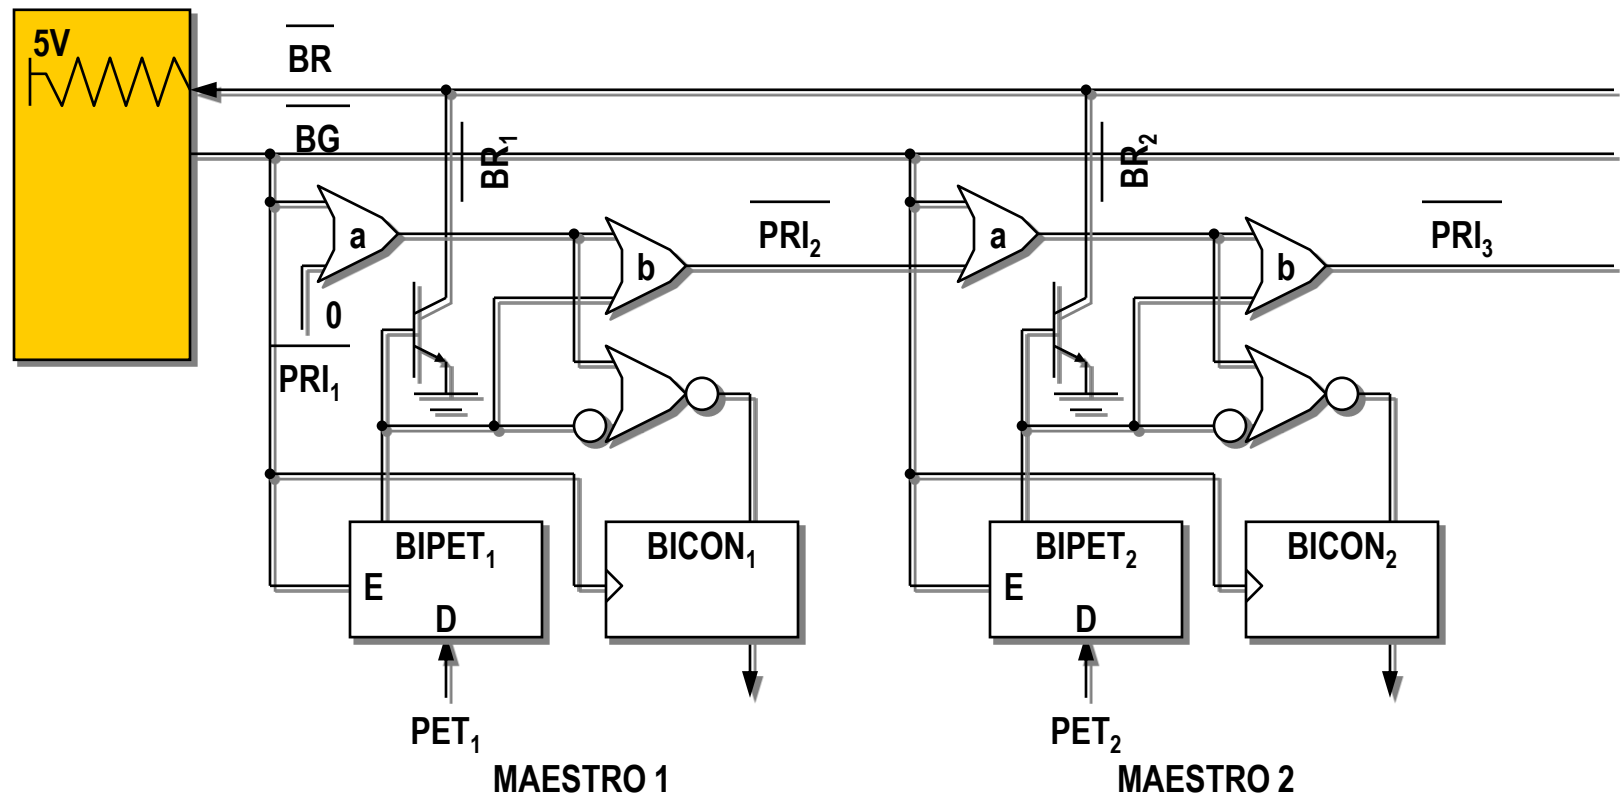 5V
BR
BG
BR1
BR2
a
b
PRI2
a
b
PRI3
0
PRI1
BIPET1
E
D
BICON1
BIPET2
E
D
BICON2
PET1
PET2
MAESTRO 1
MAESTRO 2